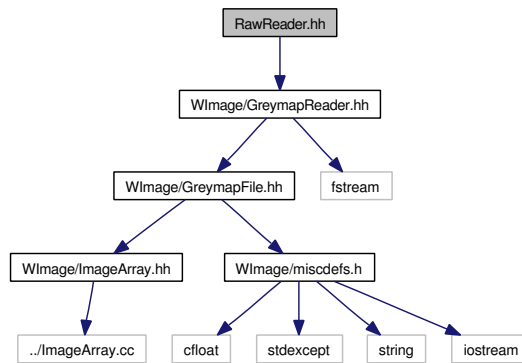 RawReader.hh
WImage/GreymapReader.hh
WImage/GreymapFile.hh
fstream
WImage/ImageArray.hh
WImage/miscdefs.h
../ImageArray.cc
cfloat
stdexcept
string
iostream